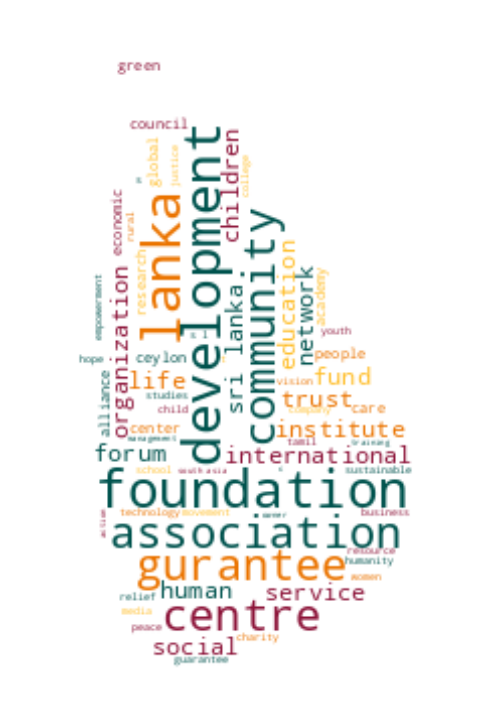 green
council
development
children
global
justice
college
lanka
economic
rural
community
research
education
organization
network
academy
empowerment
sri lanka
youth
hope
ceylon
people
alliance
life
vision
fund
studies
trust
child
company
care
center
institute
management
tamil
training
forum
international
school
south asia
sustainable
foundation
action
technology
movement
career
business
association
gurantee
resource
humanity
women
relief
human
service
media
centre
peace
charity
social
guarantee